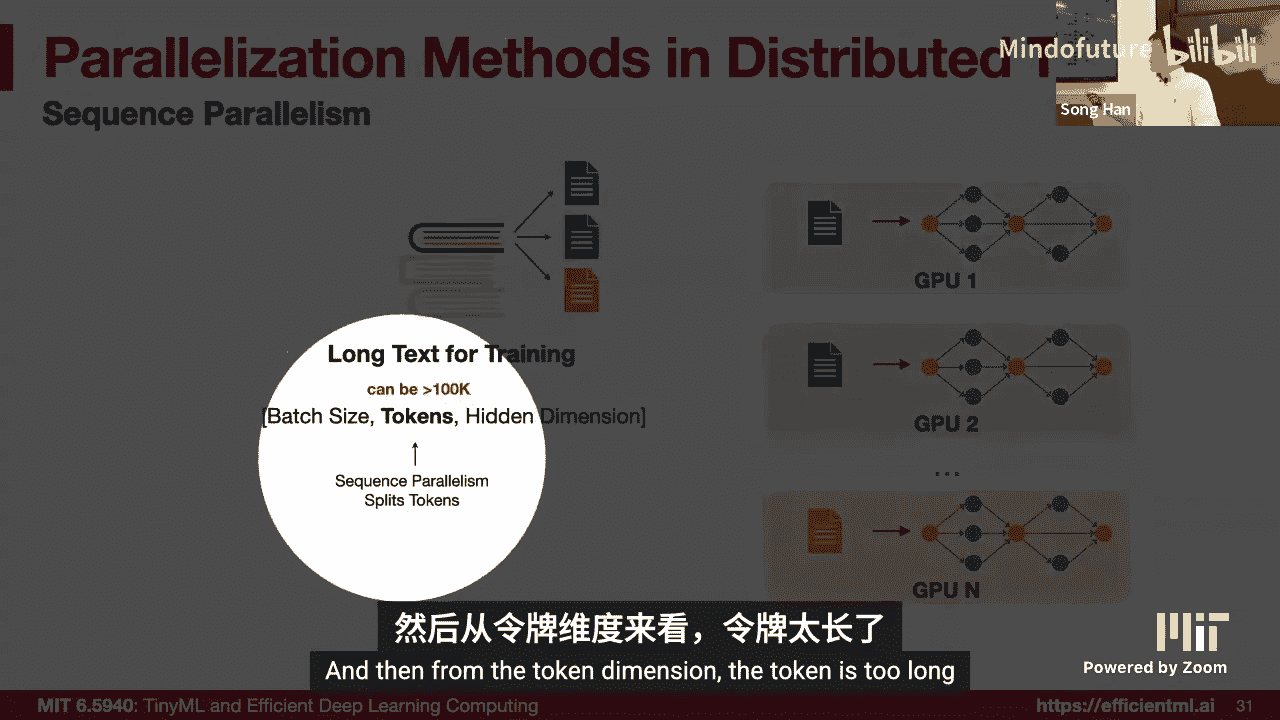 Parallelization Methods in Distributed T
Mindofuture bilibili
Song Han
Sequence Parallelism
Long Text for Training
can be >100K
[Batch Size, Tokens, Hidden Dimension]
Sequence Parallelism
Splits Tokens
GPU 1
GPU 2
...
GPU N
然后从令牌维度来看，令牌太长了
And then from the token dimension, the token is too long
MIT
Powered by Zoom
MIT 6.5940: TinyML and Efficient Deep Learning Computing
https://efficientml.ai
31